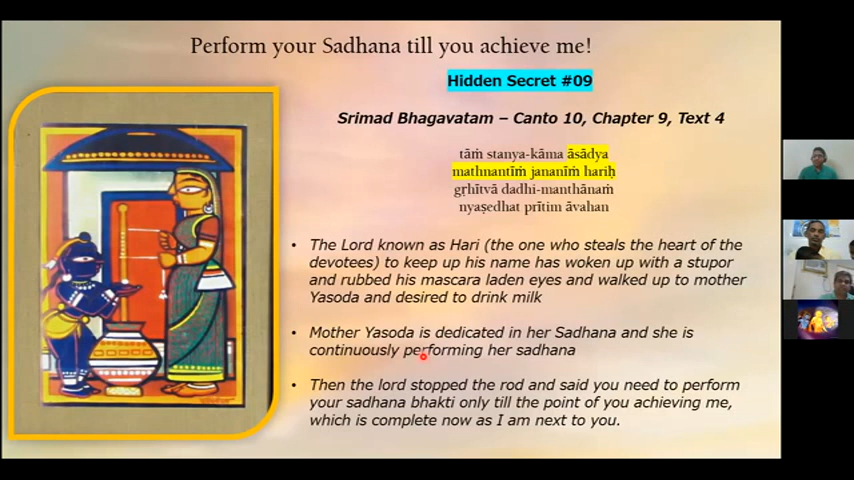 Perform your Sadhana till you achieve me!
Hidden Secret #09
Srimad Bhagavatam – Canto 10, Chapter 9, Text 4
tāṁ stanya-kāma āsādya
mathnantīṁ jananīṁ hariḥ
gṛhītvā dadhi-manthānaṁ
nyaṣedhat prītim āvahan
• The Lord known as Hari (the one who steals the heart of the
devotees) to keep up his name has woken up with a stupor
and rubbed his mascara laden eyes and walked up to mother
Yasoda and desired to drink milk
• Mother Yasoda is dedicated in her Sadhana and she is
continuously performing her sadhana
• Then the lord stopped the rod and said you need to perform
your sadhana bhakti only till the point of you achieving me,
which is complete now as I am next to you.